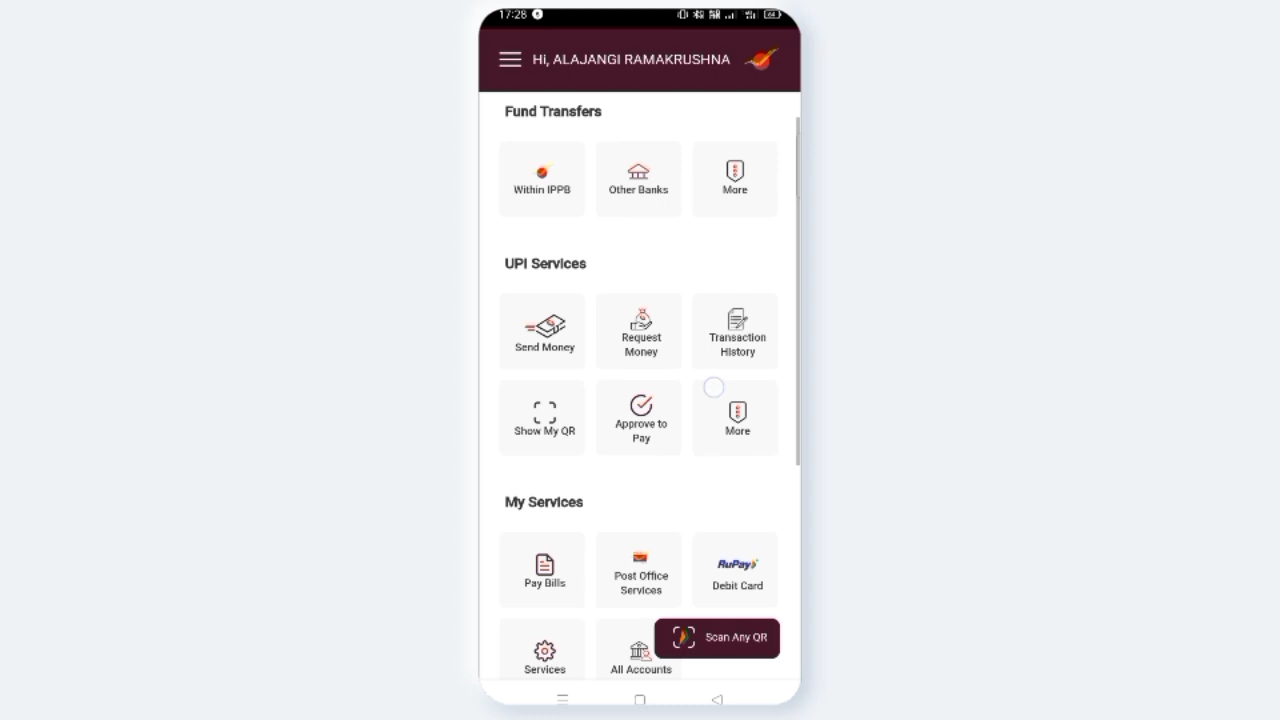 17:28
Hi, ALAJANGI RAMAKRUSHNA
Fund Transfers
Within IPPB
Other Banks
More
UPI Services
Send Money
Request
Money
Transaction
History
Show My QR
Approve to
Pay
More
My Services
Pay Bills
Post Office
Services
RuPay
Debit Card
Services
All Accounts
Scan Any QR